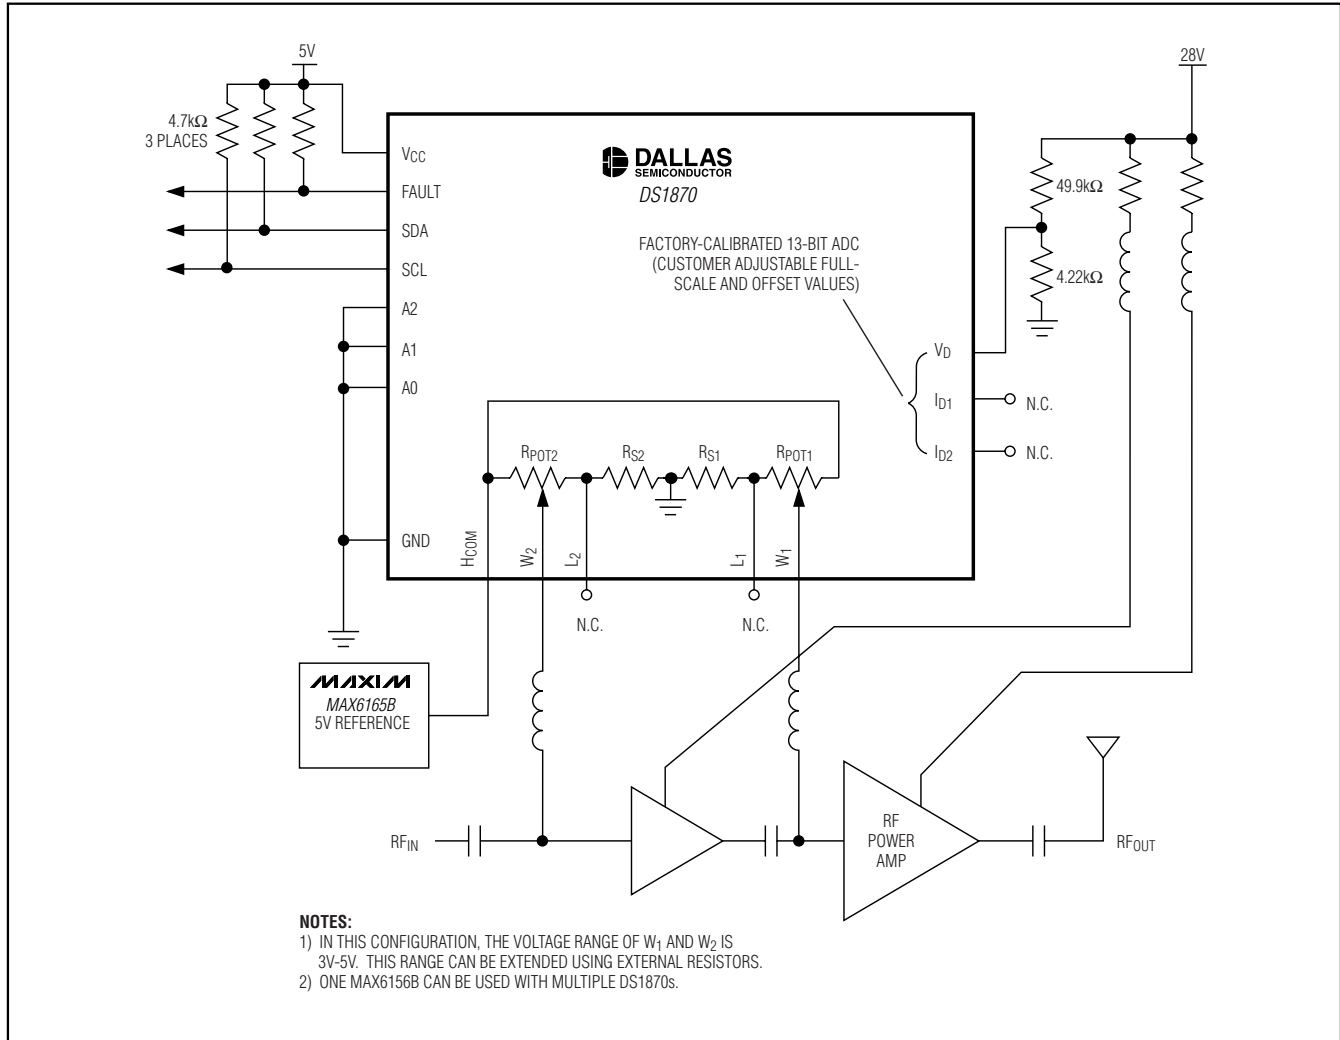 5V
28V
4.7kΩ
3 PLACES
VCC
FAULT
SDA
SCL
A2
A1
A0
GND
DALLAS
SEMICONDUCTOR
DS1870
FACTORY-CALIBRATED 13-BIT ADC
(CUSTOMER ADJUSTABLE FULL-
SCALE AND OFFSET VALUES)
49.9kΩ
4.22kΩ
VD
ID1
N.C.
ID2
N.C.
RPOT2
RS2
RS1
RPOT1
HCOM
W2
L2
L1
W1
N.C.
N.C.
MAXIM
MAX6165B
5V REFERENCE
RFIN
RF
POWER
AMP
RFOUT
NOTES:
1) IN THIS CONFIGURATION, THE VOLTAGE RANGE OF W1 AND W2 IS
3V-5V. THIS RANGE CAN BE EXTENDED USING EXTERNAL RESISTORS.
2) ONE MAX6156B CAN BE USED WITH MULTIPLE DS1870s.